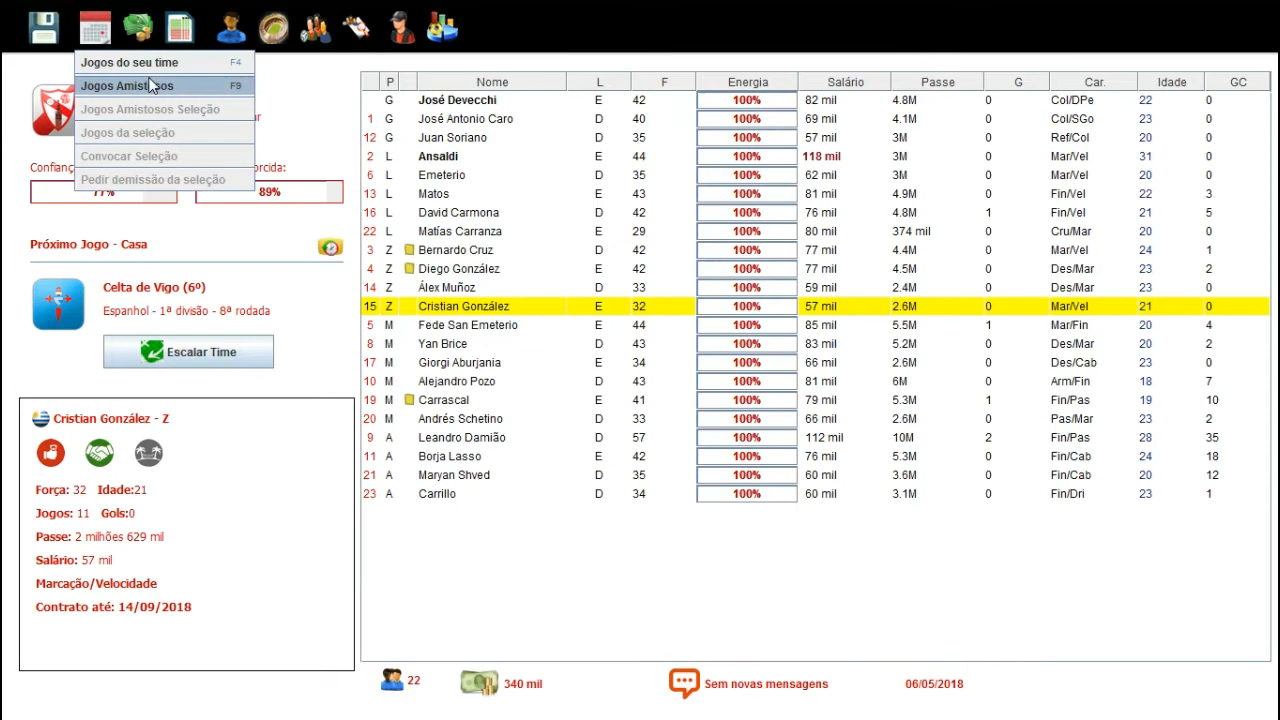 Jogos do seu time F4
Jogos Amistosos F9
Jogos Amistosos Seleção
Jogos da seleção
Convocar Seleção
Pedir demissão da seleção
77% 89%
Próximo Jogo - Casa
Celta de Vigo (6º)
Espanhol - 1ª divisão - 8ª rodada
Escalar Time
Cristian González - Z
Força: 32 Idade:21
Jogos: 11 Gols:0
Passe: 2 milhões 629 mil
Salário: 57 mil
Marcação/Velocidade
Contrato até: 14/09/2018
P Nome L F Energia Salário Passe G Car. Idade GC
G José Devecchi E 42 100% 82 mil 4.8M 0 Col/DPe 22 0
1 G José Antonio Caro D 40 100% 69 mil 4.1M 0 Col/SGo 23 0
12 G Juan Soriano D 35 100% 57 mil 3M 0 Ref/Col 20 0
2 L Ansaldi E 44 100% 118 mil 3M 0 Mar/Vel 31 0
6 L Emeterio D 35 100% 62 mil 3M 0 Mar/Vel 20 0
13 L Matos E 43 100% 81 mil 4.9M 0 Fin/Vel 22 3
16 L David Carmona D 42 100% 76 mil 4.8M 1 Fin/Vel 21 5
22 L Matías Carranza E 29 100% 80 mil 374 mil 0 Cru/Mar 20 0
3 Z Bernardo Cruz D 42 100% 77 mil 4.4M 0 Mar/Vel 24 1
4 Z Diego González E 42 100% 77 mil 4.5M 0 Des/Mar 23 2
14 Z Álex Muñoz D 33 100% 59 mil 2.4M 0 Des/Mar 23 0
15 Z Cristian González E 32 100% 57 mil 2.6M 0 Mar/Vel 21 0
5 M Fede San Emeterio E 44 100% 85 mil 5.5M 1 Mar/Fin 20 4
8 M Yan Brice D 43 100% 83 mil 5.2M 0 Des/Mar 20 2
17 M Giorgi Aburjania E 34 100% 66 mil 2.6M 0 Des/Cab 23 0
10 M Alejandro Pozo D 43 100% 81 mil 6M 0 Arm/Fin 18 7
19 M Carrascal E 41 100% 79 mil 5.3M 1 Fin/Pas 19 10
20 M Andrés Schetino D 33 100% 66 mil 2.6M 0 Pas/Mar 23 2
9 A Leandro Damião D 57 100% 112 mil 10M 2 Fin/Pas 28 35
11 A Borja Lasso E 42 100% 76 mil 5.3M 0 Fin/Cab 24 18
21 A Maryan Shved D 35 100% 60 mil 3.6M 0 Fin/Cab 20 12
23 A Carrillo D 34 100% 60 mil 3.1M 0 Fin/Dri 23 1
22 340 mil Sem novas mensagens 06/05/2018